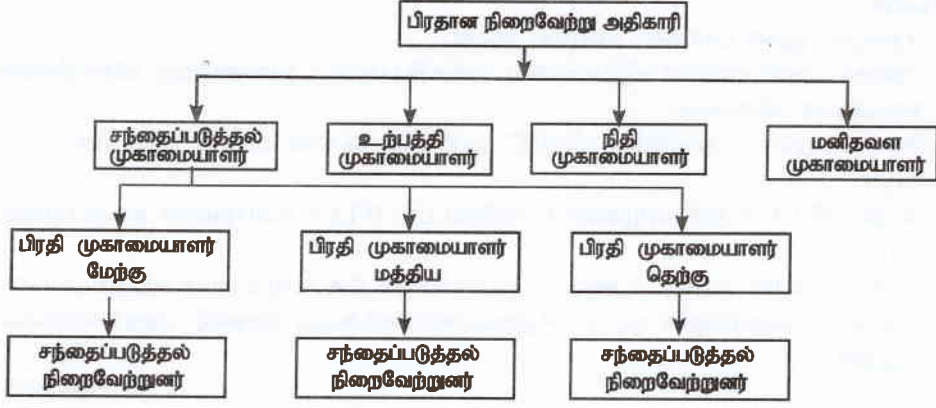 பிரதான நிறைவேற்று அதிகாரி
சந்தைப்படுத்தல்
முகாமையாளர்
உற்பத்தி
முகாமையாளர்
நிதி
முகாமையாளர்
மனிதவள
முகாமையாளர்
பிரதி முகாமையாளர்
மேற்கு
பிரதி முகாமையாளர்
மத்திய
பிரதி முகாமையாளர்
தெற்கு
சந்தைப்படுத்தல்
நிறைவேற்றுனர்
சந்தைப்படுத்தல்
நிறைவேற்றுனர்
சந்தைப்படுத்தல்
நிறைவேற்றுனர்